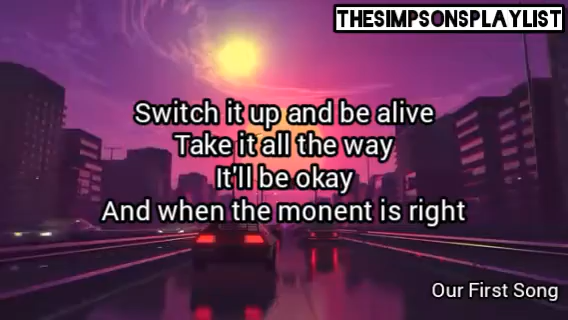 THESIMPSONSPLAYLIST
Switch it up and be alive
Take it all the way
It'll be okay
And when the monent is right
Our First Song